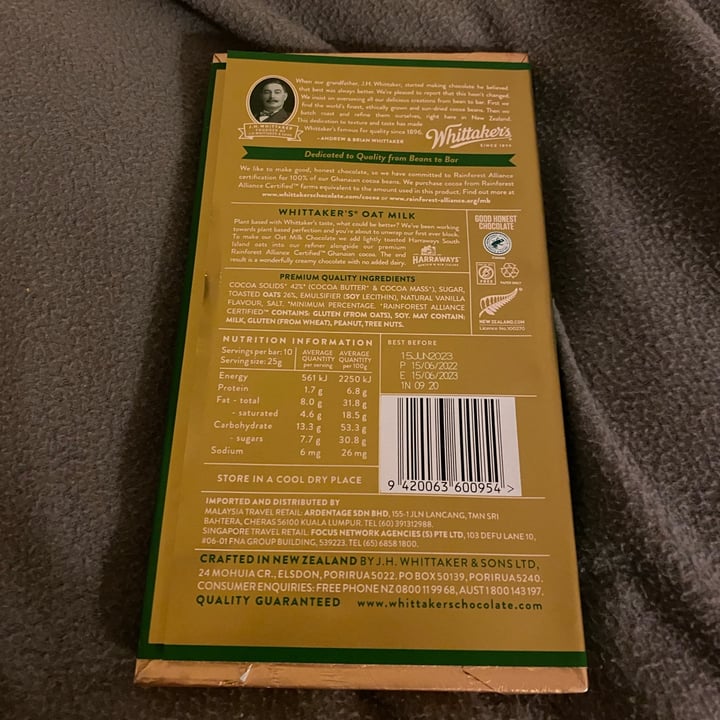 When our grandfather, J.H. Whittaker, started making chocolate he believed
that best was always better. We're pleased to report that this hasn't changed.
We insist on overseeing all our delicious creations from bean to bar. First we
find the world's finest, ethically grown and sun-dried cocoa beans. Then we
batch roast and refine them ourselves, right here in New Zealand.
This dedication to texture and taste has made
Whittaker's famous for quality since 1896.
- ANDREW & BRIAN WHITTAKER
J.H. WHITTAKER
Whittaker's
SINCE 1896
Dedicated to Quality from Beans to Bar
We like to make good, honest chocolate, so we have committed to Rainforest Alliance
certification for 100% of our Ghanaian cocoa beans. We purchase cocoa from Rainforest
Alliance Certified™ farms equivalent to the amount used in this product. Find out more at
www.whittakerschocolate.com/cocoa or www.rainforest-alliance.org/mb
WHITTAKER'S® OAT MILK
Plant based with Whittaker's taste, what could be better? We've been working
towards plant based perfection and you're about to unwrap our first ever block.
To make our Oat Milk Chocolate we add lightly toasted Harraways South
Island oats into our refiner alongside our premium
Rainforest Alliance Certified™ Ghanaian cocoa. The end
result is a wonderfully creamy chocolate with no added dairy.
HARRAWAYS
GOOD HONEST
CHOCOLATE
FREE
PAPER ONLY
NEWZEALAND.COM
Licence No.100270
PREMIUM QUALITY INGREDIENTS
COCOA SOLIDS* 42% (COCOA BUTTER* & COCOA MASS*), SUGAR,
TOASTED OATS 26%, EMULSIFIER (SOY LECITHIN), NATURAL VANILLA
FLAVOUR, SALT. *MINIMUM PERCENTAGE. *RAINFOREST ALLIANCE
CERTIFIED™ CONTAINS: GLUTEN (FROM OATS), SOY. MAY CONTAIN:
MILK, GLUTEN (FROM WHEAT), PEANUT, TREE NUTS.
NUTRITION INFORMATION
Servings per bar: 10
Serving size: 25g
AVERAGE QUANTITY per serving
AVERAGE QUANTITY per 100g
Energy 561 kJ 2250 kJ
Protein 1.7 g 6.8 g
Fat - total 8.0 g 31.8 g
- saturated 4.6 g 18.5 g
Carbohydrate 13.3 g 53.3 g
- sugars 7.7 g 30.8 g
Sodium 6 mg 26 mg
STORE IN A COOL DRY PLACE
BEST BEFORE
15JUN2023
P 15/06/2022
E 15/06/2023
1N 09 20
9 420063 600954 >
IMPORTED AND DISTRIBUTED BY
MALAYSIA TRAVEL RETAIL: ARDENTAGE SDN BHD, 155-1 JLN LANCANG, TMN SRI
BAHTERA, CHERAS 56100 KUALA LUMPUR. TEL (60) 391312988.
SINGAPORE TRAVEL RETAIL: FOCUS NETWORK AGENCIES (S) PTE LTD, 103 DEFU LANE 10,
#06-01 FNA GROUP BUILDING, 539223. TEL (65) 6858 1800.
CRAFTED IN NEW ZEALAND BY J.H. WHITTAKER & SONS LTD,
24 MOHUIA CR., ELSDON, PORIRUA 5022. PO BOX 50139, PORIRUA 5240.
CONSUMER ENQUIRIES: FREE PHONE NZ 0800 11 99 68, AUST 1 800 143 197.
QUALITY GUARANTEED www.whittakerschocolate.com